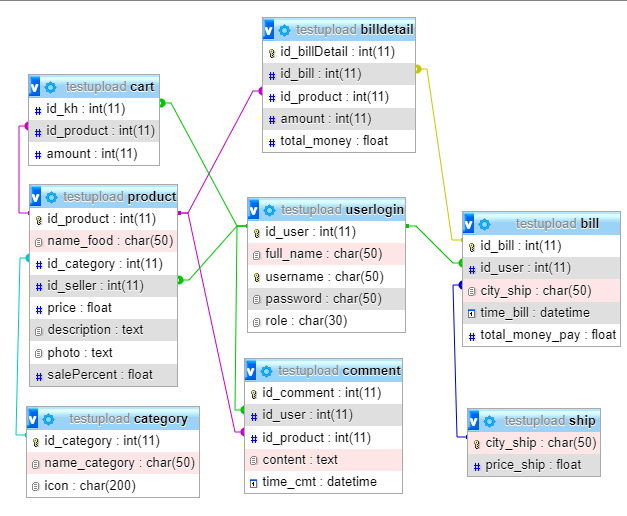 testupload billdetail
id_billDetail : int(11)
id_bill : int(11)
id_product : int(11)
amount : int(11)
total_money : float
testupload cart
id_kh : int(11)
id_product : int(11)
amount : int(11)
testupload product
id_product : int(11)
name_food : char(50)
id_category : int(11)
id_seller : int(11)
price : float
description : text
photo : text
salePercent : float
testupload userlogin
id_user : int(11)
full_name : char(50)
username : char(50)
password : char(50)
role : char(30)
testupload bill
id_bill : int(11)
id_user : int(11)
city_ship : char(50)
time_bill : datetime
total_money_pay : float
testupload comment
id_comment : int(11)
id_user : int(11)
id_product : int(11)
content : text
time_cmt : datetime
testupload category
id_category : int(11)
name_category : char(50)
icon : char(200)
testupload ship
city_ship : char(50)
price_ship : float